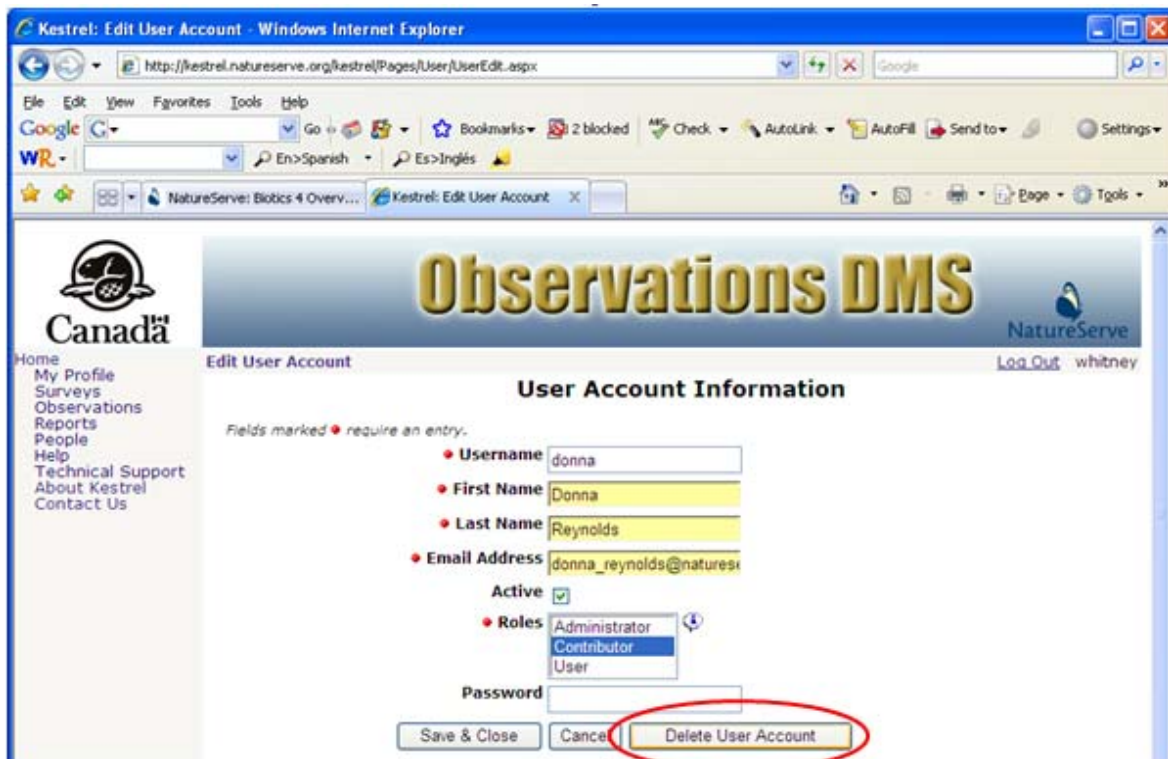 Kestrel: Edit User Account - Windows Internet Explorer
http://kestrel.natureserve.org/kestrel/Pages/User/UserEdit.aspx
Google
File Edit View Favorites Tools Help
Google G Go Bookmarks 2 blocked Check AutoLink AutoFill Send to Settings
WR - En>Spanish Es>Inglés
NatureServe: Biotics 4 Overv... Kestrel: Edit User Account X Page Tools »
Canada
Observations DMS
NatureServe
Home
My Profile
Surveys
Observations
Reports
People
Help
Technical Support
About Kestrel
Contact Us
Edit User Account
Log Out whitney
User Account Information
Fields marked require an entry.
Username donna
First Name Donna
Last Name Reynolds
Email Address donna_reynolds@naturese
Active
Roles Administrator
Contributor
User
Password
Save & Close Cancel Delete User Account